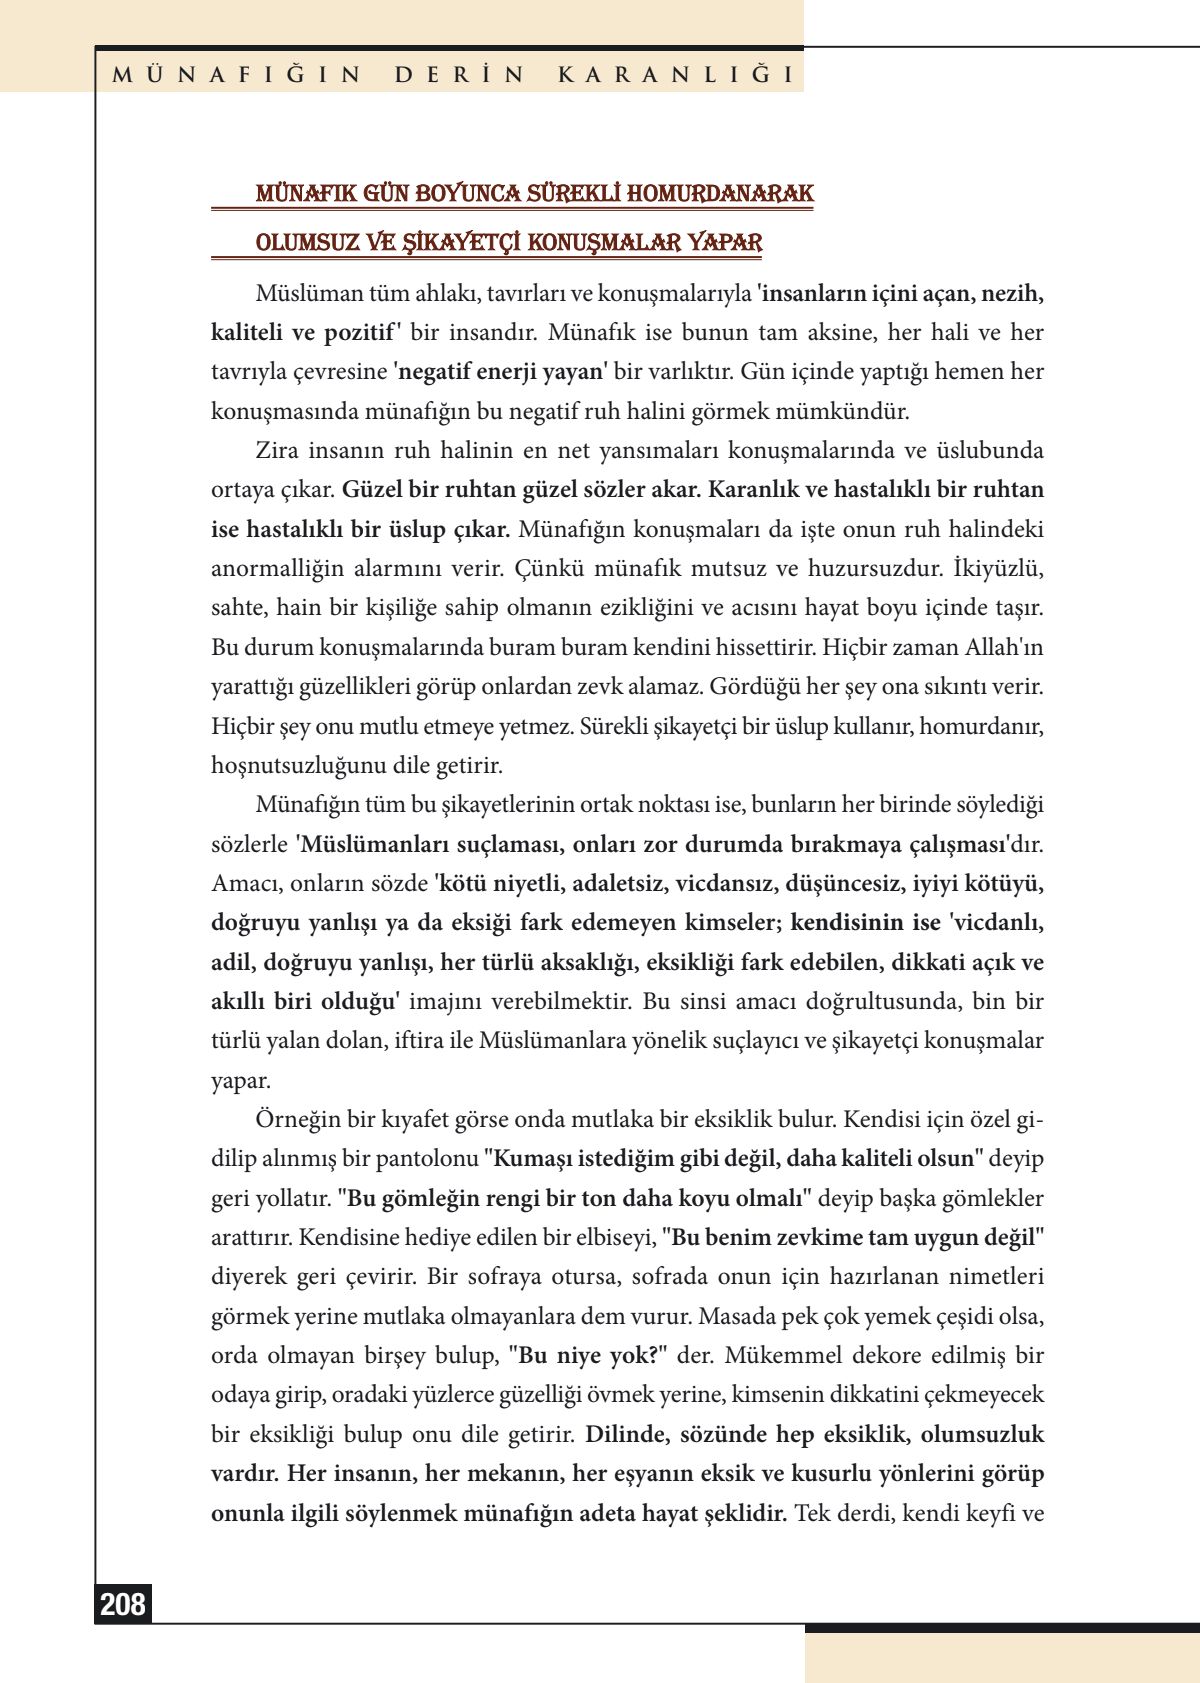 MÜNAFIĞIN DERİN KARANLIĞI
MÜNAFIK GÜN BOYUNCA SÜREKLİ HOMURDANARAK
OLUMSUZ VE ŞİKAYETÇİ KONUŞMALAR YAPAR
Müslüman tüm ahlakı, tavırları ve konuşmalarıyla 'insanların içini açan, nezih,
kaliteli ve pozitif' bir insandır. Münafık ise bunun tam aksine, her hali ve her
tavrıyla çevresine 'negatif enerji yayan' bir varlıktır. Gün içinde yaptığı hemen her
konuşmasında münafığın bu negatif ruh halini görmek mümkündür.
Zira insanın ruh halinin en net yansımaları konuşmalarında ve üslubunda
ortaya çıkar. Güzel bir ruhtan güzel sözler akar. Karanlık ve hastalıklı bir ruhtan
ise hastalıklı bir üslup çıkar. Münafığın konuşmaları da işte onun ruh halindeki
anormalliğin alarmını verir. Çünkü münafık mutsuz ve huzursuzdur. İkiyüzlü,
sahte, hain bir kişiliğe sahip olmanın ezikliğini ve acısını hayat boyu içinde taşır.
Bu durum konuşmalarında buram buram kendini hissettirir. Hiçbir zaman Allah'ın
yarattığı güzellikleri görüp onlardan zevk alamaz. Gördüğü her şey ona sıkıntı verir.
Hiçbir şey onu mutlu etmeye yetmez. Sürekli şikayetçi bir üslup kullanır, homurdanır,
hoşnutsuzluğunu dile getirir.
Münafığın tüm bu şikayetlerinin ortak noktası ise, bunların her birinde söylediği
sözlerle 'Müslümanları suçlaması, onları zor durumda bırakmaya çalışması'dır.
Amacı, onların sözde 'kötü niyetli, adaletsiz, vicdansız, düşüncesiz, iyiyi kötüyü,
doğruyu yanlışı ya da eksiği fark edemeyen kimseler; kendisinin ise 'vicdanlı,
adil, doğruyu yanlışı, her türlü aksaklığı, eksikliği fark edebilen, dikkati açık ve
akıllı biri olduğu' imajını verebilmektir. Bu sinsi amacı doğrultusunda, bin bir
türlü yalan dolan, iftira ile Müslümanlara yönelik suçlayıcı ve şikayetçi konuşmalar
yapar.
Örneğin bir kıyafet görse onda mutlaka bir eksiklik bulur. Kendisi için özel gi-
dilip alınmış bir pantolonu "Kumaşı istediğim gibi değil, daha kaliteli olsun" deyip
geri yollatır. "Bu gömleğin rengi bir ton daha koyu olmalı" deyip başka gömlekler
arattırır. Kendisine hediye edilen bir elbiseyi, "Bu benim zevkime tam uygun değil"
diyerek geri çevirir. Bir sofraya otursa, sofrada onun için hazırlanan nimetleri
görmek yerine mutlaka olmayanlara dem vurur. Masada pek çok yemek çeşidi olsa,
orda olmayan birşey bulup, "Bu niye yok?" der. Mükemmel dekore edilmiş bir
odaya girip, oradaki yüzlerce güzelliği övmek yerine, kimsenin dikkatini çekmeyecek
bir eksikliği bulup onu dile getirir. Dilinde, sözünde hep eksiklik, olumsuzluk
vardır. Her insanın, her mekanın, her eşyanın eksik ve kusurlu yönlerini görüp
onunla ilgili söylenmek münafığın adeta hayat şeklidir. Tek derdi, kendi keyfi ve
208